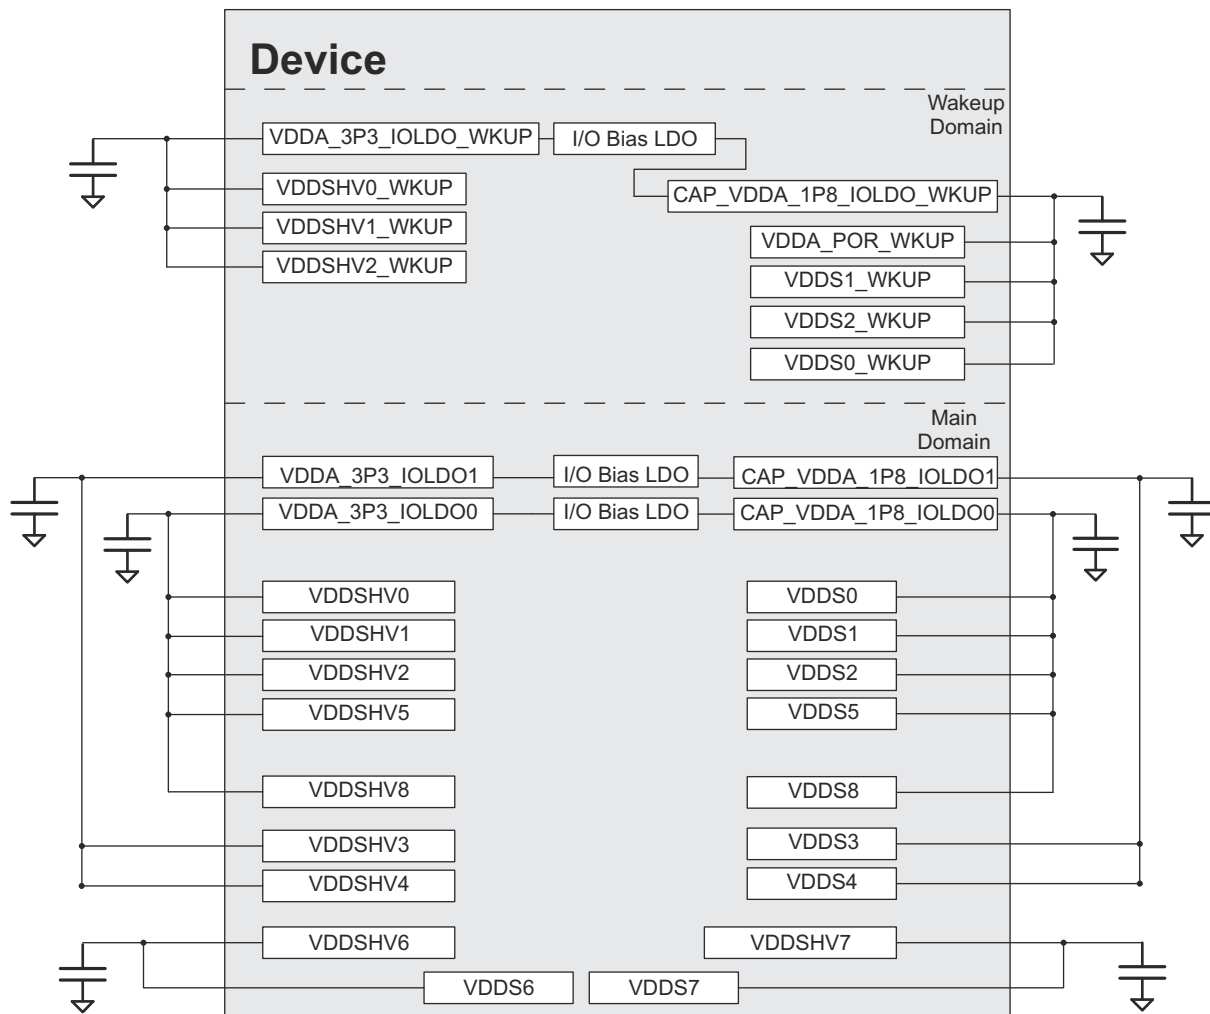 Device
Wakeup
Domain
VDDA_3P3_IOLDO_WKUP
I/O Bias LDO
VDDSHV0_WKUP
CAP_VDDA_1P8_IOLDO_WKUP
VDDSHV1_WKUP
VDDA_POR_WKUP
VDDSHV2_WKUP
VDDS1_WKUP
VDDS2_WKUP
VDDS0_WKUP
Main
Domain
VDDA_3P3_IOLDO1
I/O Bias LDO
CAP_VDDA_1P8_IOLDO1
VDDA_3P3_IOLDO0
I/O Bias LDO
CAP_VDDA_1P8_IOLDO0
VDDSHV0
VDDS0
VDDSHV1
VDDS1
VDDSHV2
VDDS2
VDDSHV5
VDDS5
VDDSHV8
VDDS8
VDDSHV3
VDDS3
VDDSHV4
VDDS4
VDDSHV6
VDDSHV7
VDDS6
VDDS7